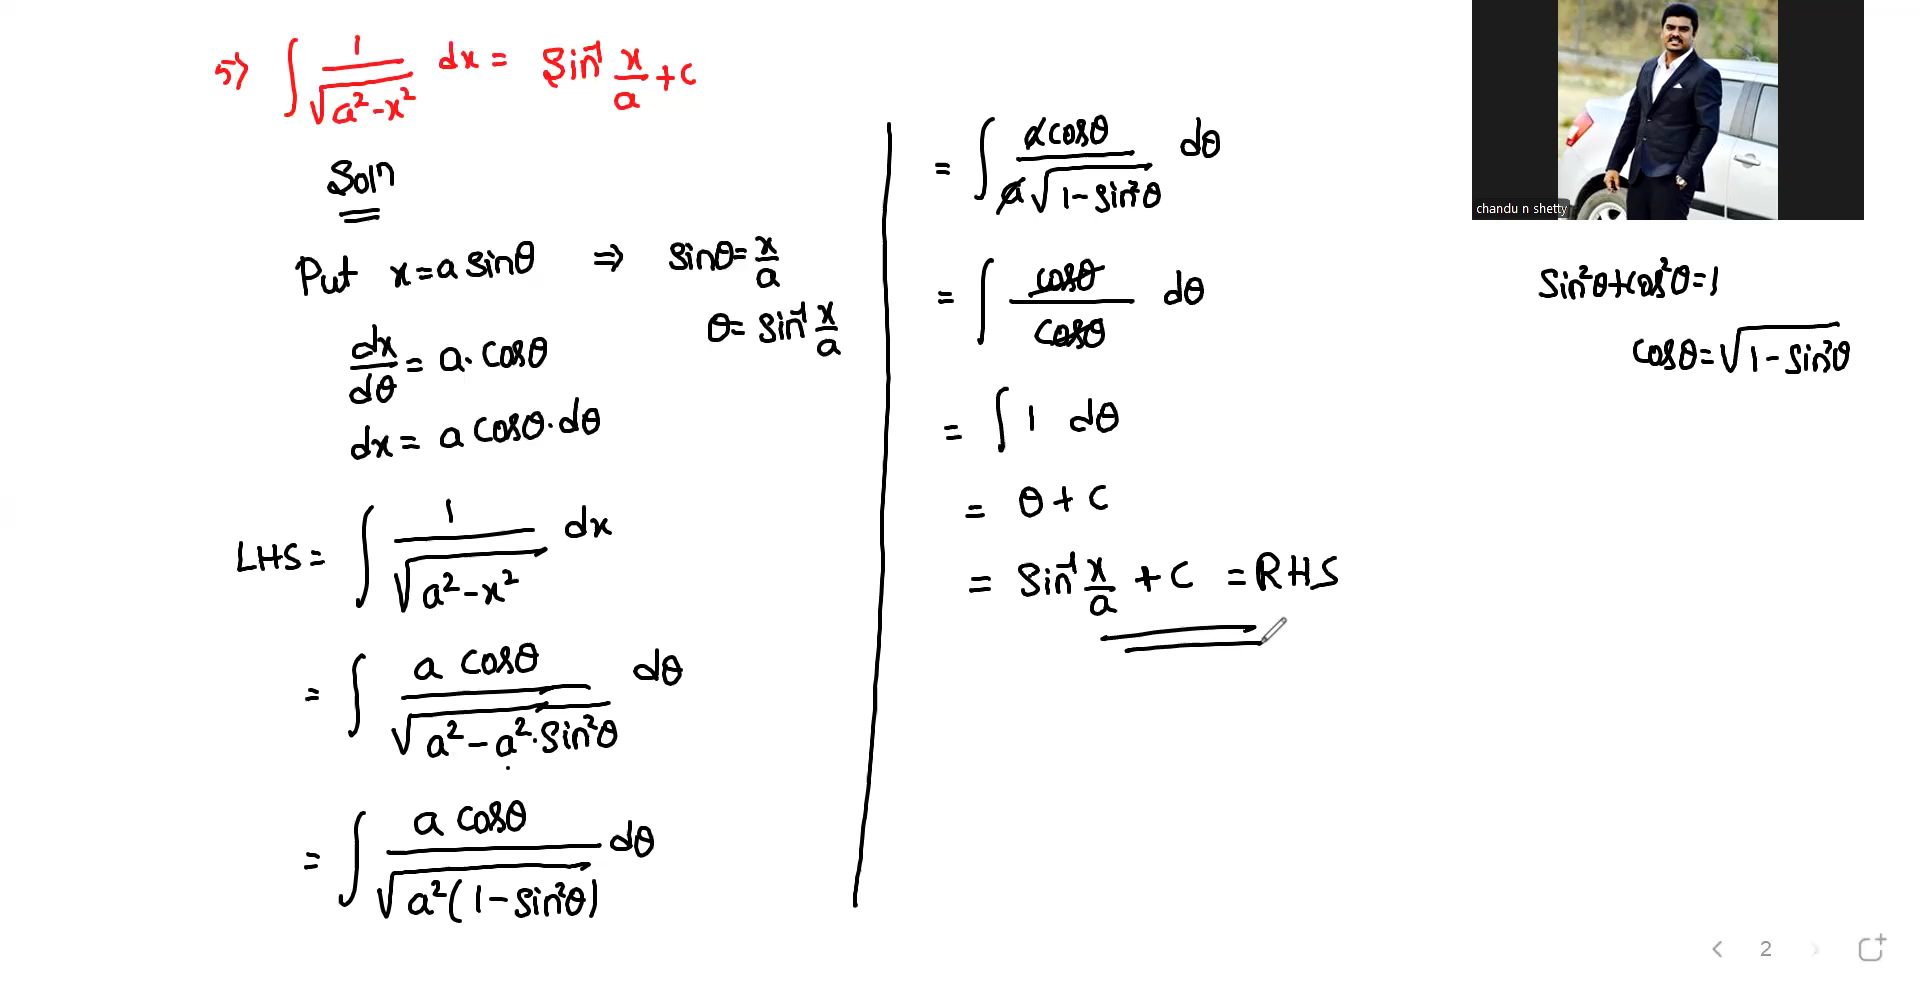 5) ∫ 1/√(a²-x²) dx = Sin⁻¹ x/a + c
Soln
Put x = a Sinθ ⇒ Sinθ = x/a
θ = Sin⁻¹ x/a
dx/dθ = a. Cosθ
dx = a Cosθ. dθ
LHS = ∫ 1/√(a²-x²) dx
= ∫ a Cosθ/√(a²-a².Sin²θ) dθ
= ∫ a Cosθ/√(a²(1-Sin²θ)) dθ
= ∫ a Cosθ/a√(1-Sin²θ) dθ
= ∫ Cosθ/Cosθ dθ
= ∫ 1 dθ
= θ + C
= Sin⁻¹ x/a + C = RHS
chandu n shetty
Sin²θ+Cos²θ=1
Cosθ=√(1-Sin²θ)
2